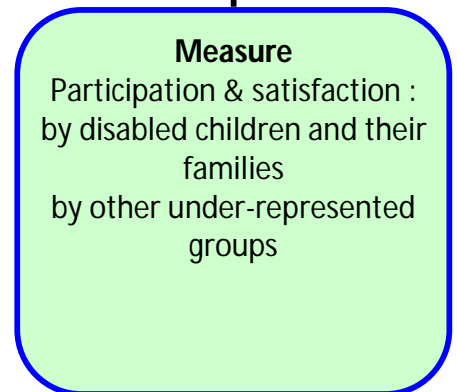 Measure
Participation & satisfaction :
by disabled children and their
families
by other under-represented
groups